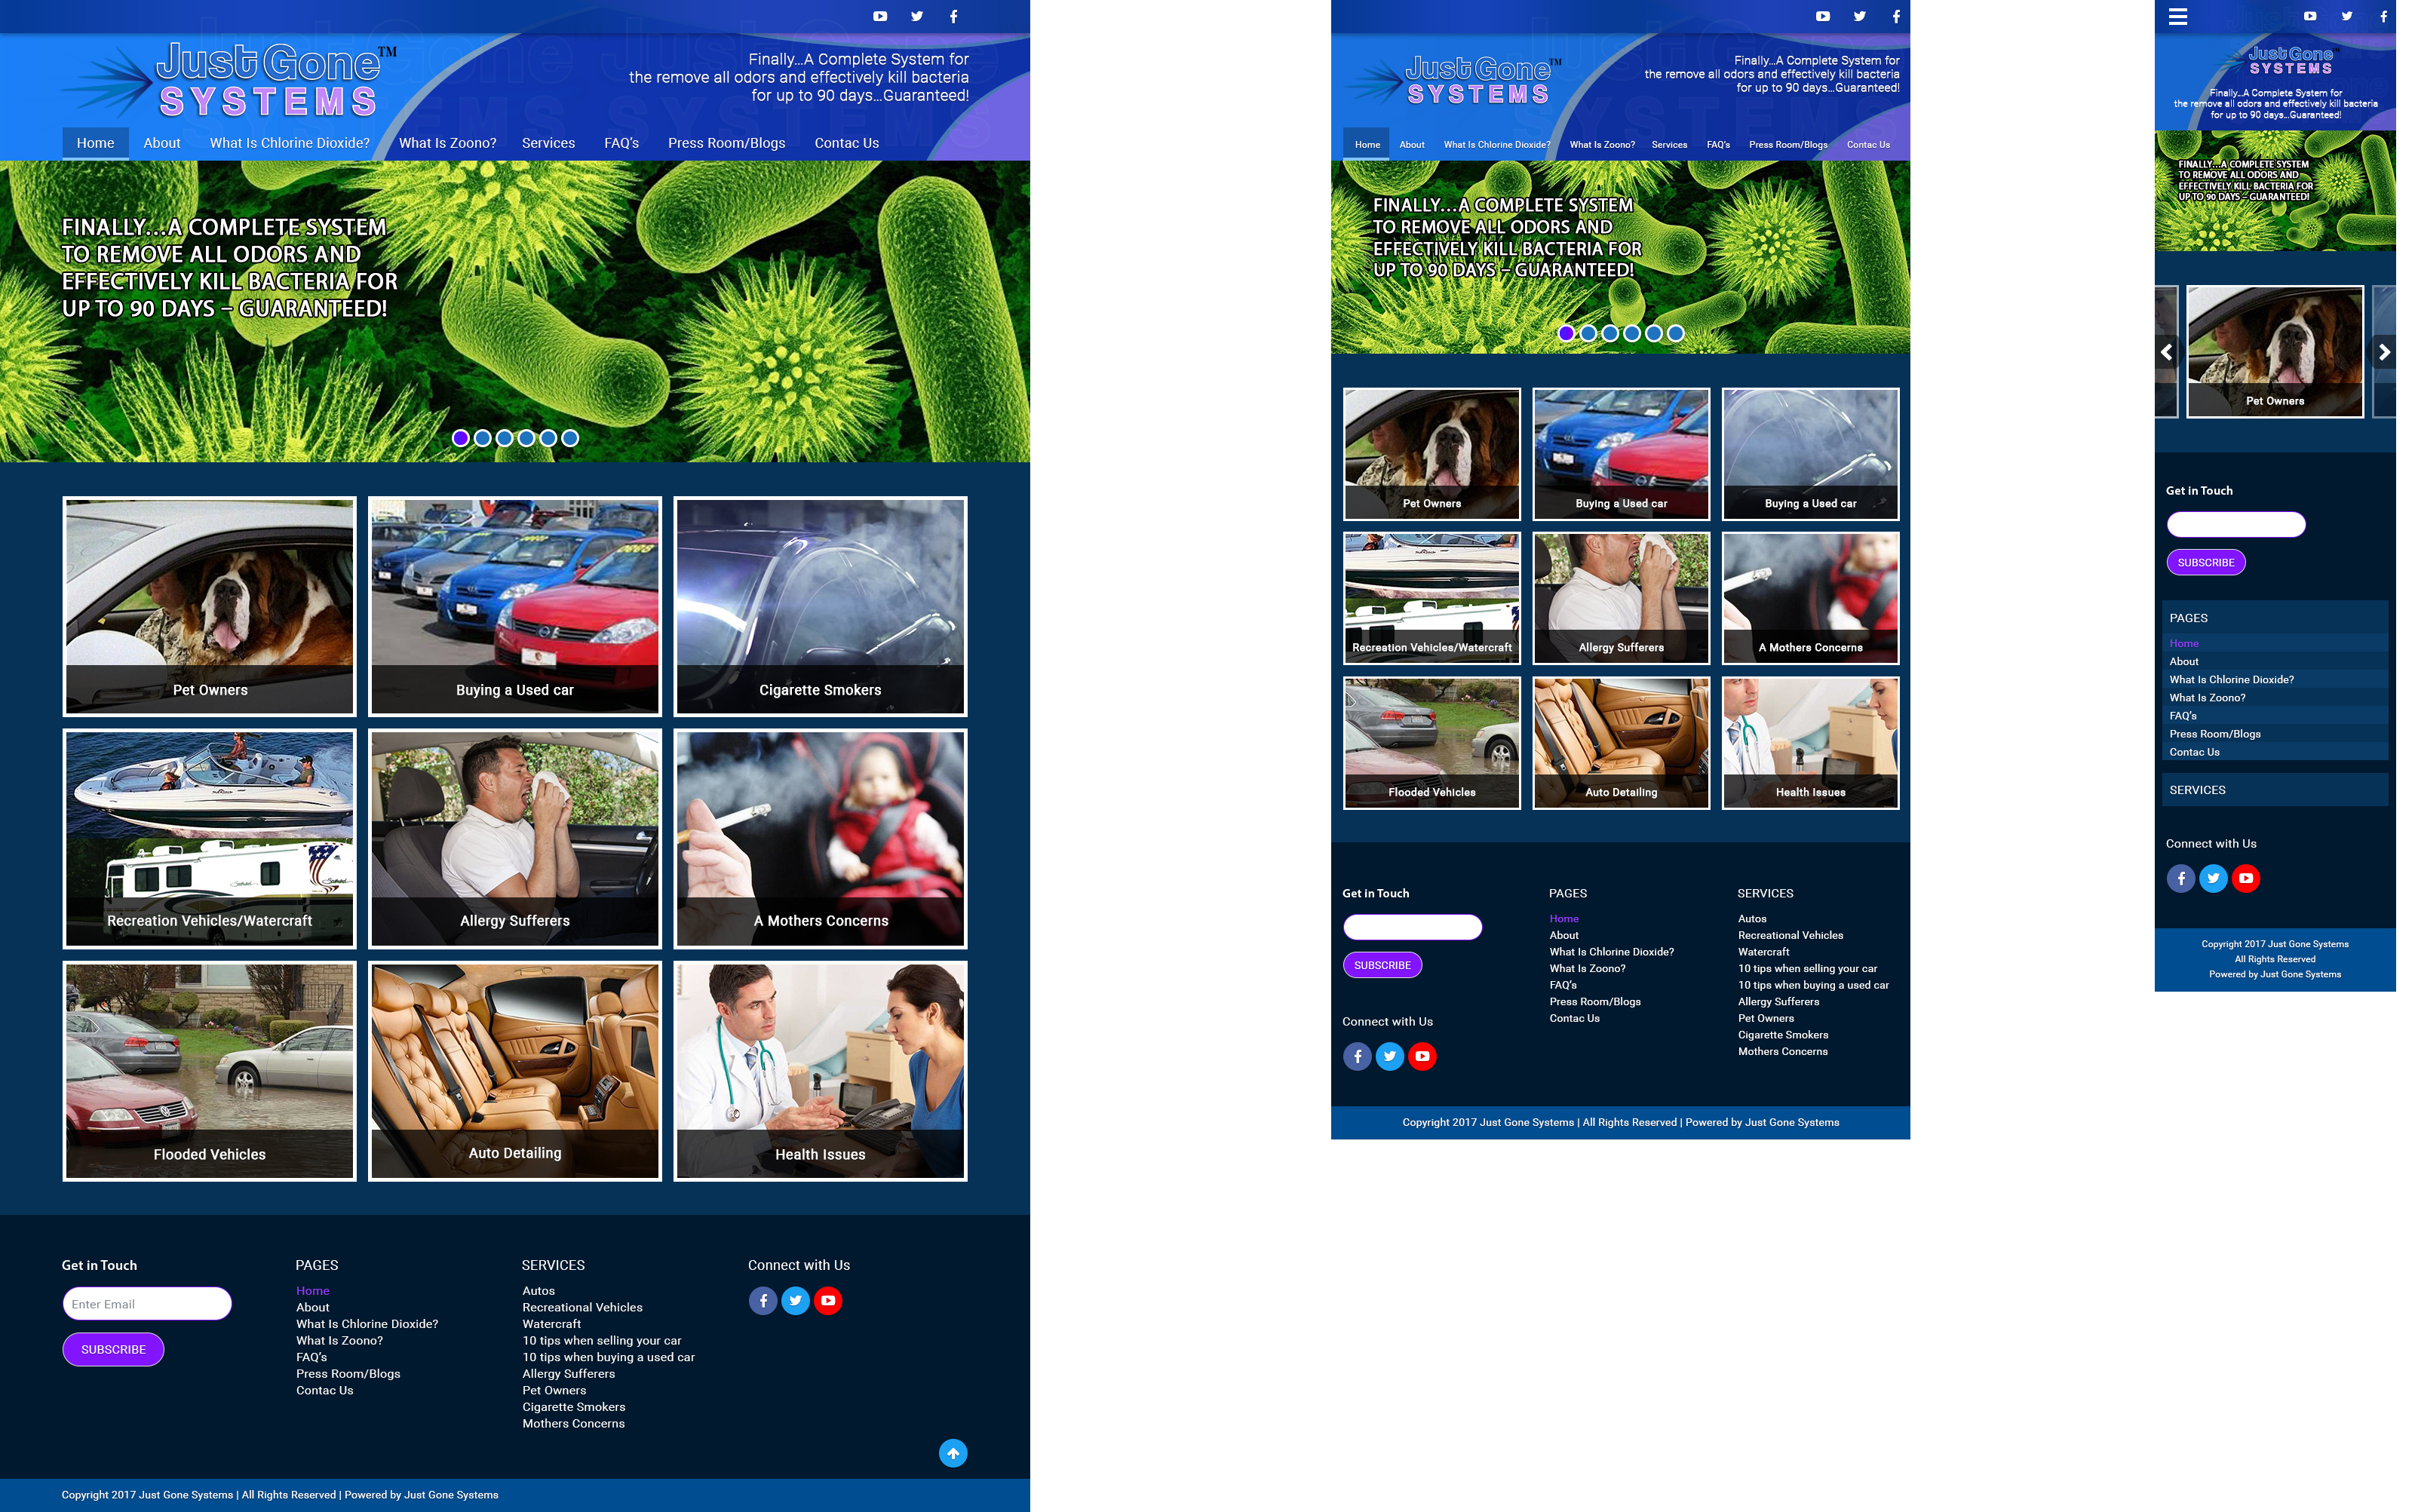 Just Gone™
SYSTEMS
Finally...A Complete System for
the remove all odors and effectively kill bacteria
for up to 90 days...Guaranteed!
Home About What Is Chlorine Dioxide? What Is Zoono? Services FAQ's Press Room/Blogs Contac Us
FINALLY...A COMPLETE SYSTEM
TO REMOVE ALL ODORS AND
EFFECTIVELY KILL BACTERIA FOR
UP TO 90 DAYS – GUARANTEED!
Pet Owners Buying a Used car Cigarette Smokers
Recreation Vehicles/Watercraft Allergy Sufferers A Mothers Concerns
Flooded Vehicles Auto Detailing Health Issues
Get in Touch
Enter Email
SUBSCRIBE
PAGES
Home
About
What Is Chlorine Dioxide?
What Is Zoono?
FAQ's
Press Room/Blogs
Contac Us
SERVICES
Autos
Recreational Vehicles
Watercraft
10 tips when selling your car
10 tips when buying a used car
Allergy Sufferers
Pet Owners
Cigarette Smokers
Mothers Concerns
Connect with Us
Copyright 2017 Just Gone Systems | All Rights Reserved | Powered by Just Gone Systems
Just Gone™
SYSTEMS
Finally...A Complete System for
the remove all odors and effectively kill bacteria
for up to 90 days...Guaranteed!
Home About What Is Chlorine Dioxide? What Is Zoono? Services FAQ's Press Room/Blogs Contac Us
FINALLY...A COMPLETE SYSTEM
TO REMOVE ALL ODORS AND
EFFECTIVELY KILL BACTERIA FOR
UP TO 90 DAYS – GUARANTEED!
Pet Owners Buying a Used car Buying a Used car
Recreation Vehicles/Watercraft Allergy Sufferers A Mothers Concerns
Flooded Vehicles Auto Detailing Health Issues
Get in Touch
SUBSCRIBE
Connect with Us
PAGES
Home
About
What Is Chlorine Dioxide?
What Is Zoono?
FAQ's
Press Room/Blogs
Contac Us
SERVICES
Autos
Recreational Vehicles
Watercraft
10 tips when selling your car
10 tips when buying a used car
Allergy Sufferers
Pet Owners
Cigarette Smokers
Mothers Concerns
Copyright 2017 Just Gone Systems | All Rights Reserved | Powered by Just Gone Systems
Just Gone
SYSTEMS
Finally...A Complete System for
the remove all odors and effectively kill bacteria
for up to 90 days...Guaranteed!
FINALLY...A COMPLETE SYSTEM
TO REMOVE ALL ODORS AND
EFFECTIVELY KILL BACTERIA FOR
UP TO 90 DAYS – GUARANTEED!
Pet Owners
Get in Touch
SUBSCRIBE
PAGES
Home
About
What Is Chlorine Dioxide?
What Is Zoono?
FAQ's
Press Room/Blogs
Contac Us
SERVICES
Connect with Us
Copyright 2017 Just Gone Systems
All Rights Reserved
Powered by Just Gone Systems